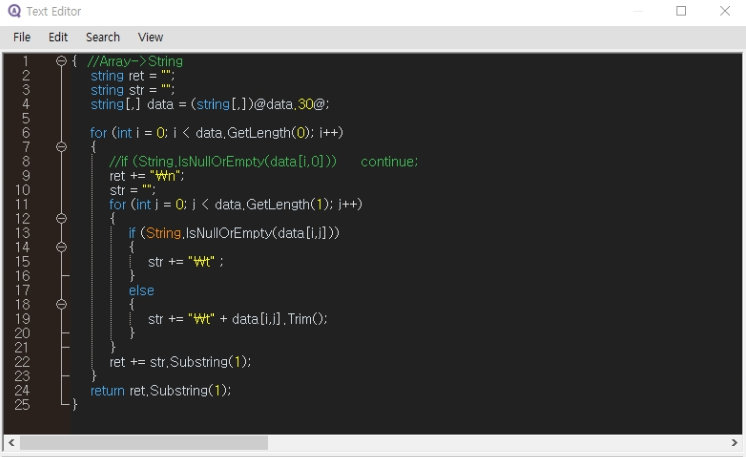 Text Editor
File Edit Search View
1 { //Array->String
2 string ret = "";
3 string str = "";
4 string[,] data = (string[,])@data.30@;
5
6 for (int i = 0; i < data.GetLength(0); i++)
7 {
8 //if (String.IsNullOrEmpty(data[i,0])) continue;
9 ret += "₩n";
10 str = "";
11 for (int j = 0; j < data.GetLength(1); j++)
12 {
13 if (String.IsNullOrEmpty(data[i,j]))
14 {
15 str += "₩t" ;
16 }
17 else
18 {
19 str += "₩t" + data[i,j].Trim();
20 }
21 }
22 ret += str.Substring(1);
23 }
24 return ret.Substring(1);
25 }